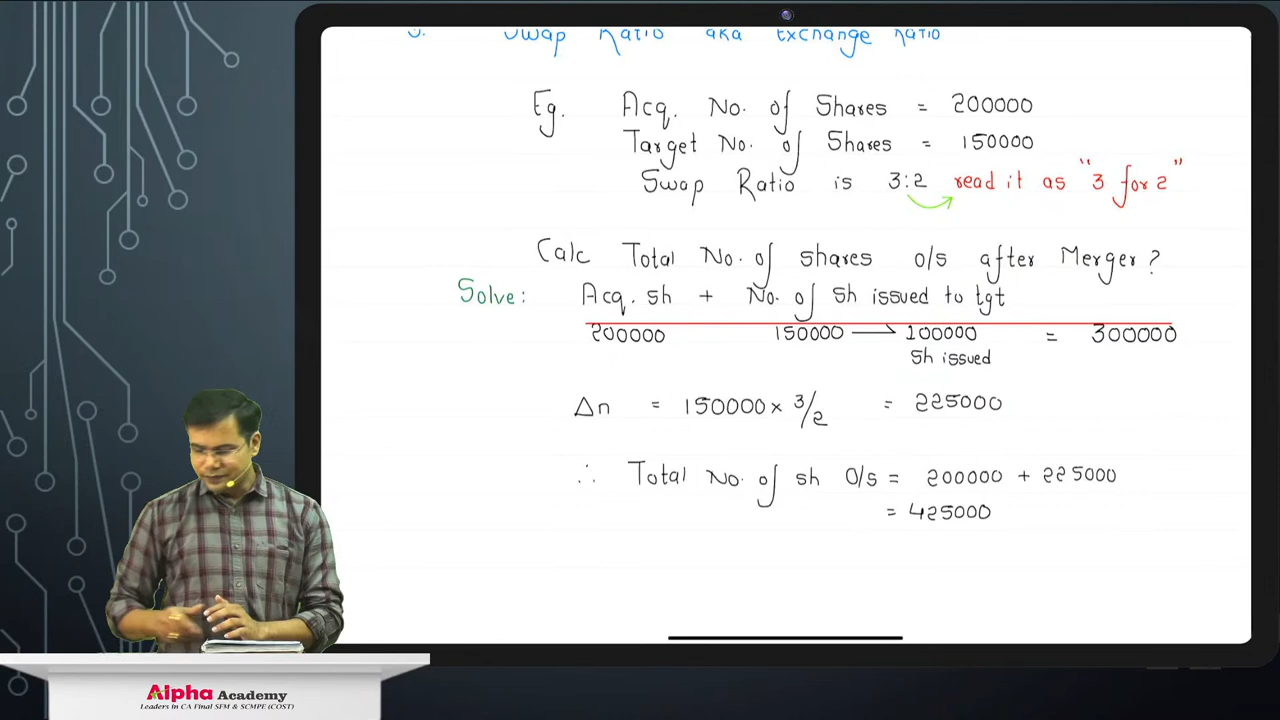 3. Swap Ratio aka Exchange Ratio
Eg. Acq. No. of Shares = 200000
Target No. of Shares = 150000
Swap Ratio is 3:2 read it as "3 for 2"
Calc Total No. of shares o/s after Merger?
Solve: Acq. sh + No. of sh issued to tgt
200000 150000 → 100000 = 300000
sh issued
Δn = 150000 × 3/2 = 225000
∴ Total No. of sh O/s = 200000 + 225000
= 425000
Alpha Academy
Leaders in CA Final SFM & SCMPE (COST)